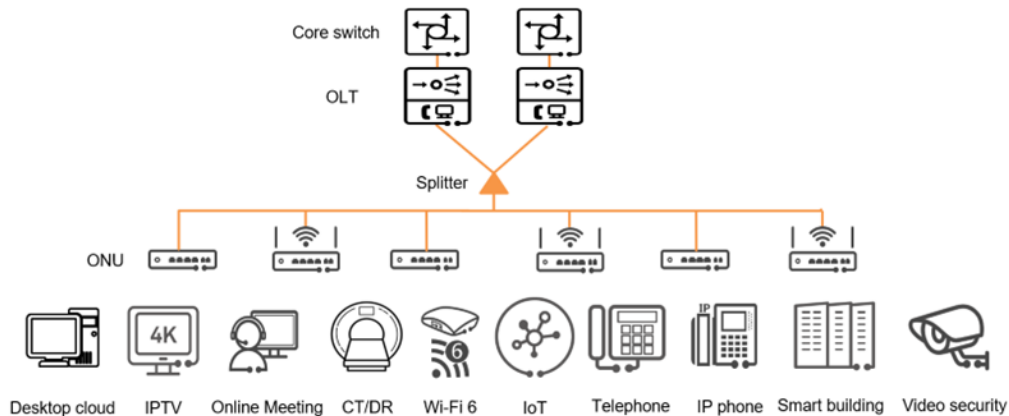 Core switch
OLT
Splitter
ONU
4K
6
IP
Desktop cloud IPTV Online Meeting CT/DR Wi-Fi 6 IoT Telephone IP phone Smart building Video security